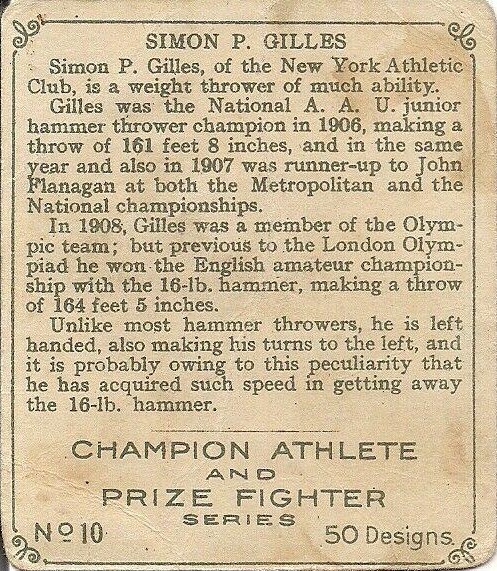 SIMON P. GILLES
Simon P. Gilles, of the New York Athletic
Club, is a weight thrower of much ability.
Gilles was the National A. A. U. junior
hammer thrower champion in 1906, making a
throw of 161 feet 8 inches, and in the same
year and also in 1907 was runner-up to John
Flanagan at both the Metropolitan and the
National championships.
In 1908, Gilles was a member of the Olym-
pic team; but previous to the London Olym-
piad he won the English amateur champion-
ship with the 16-lb. hammer, making a throw
of 164 feet 5 inches.
Unlike most hammer throwers, he is left
handed, also making his turns to the left, and
it is probably owing to this peculiarity that
he has acquired such speed in getting away
the 16-lb. hammer.
CHAMPION ATHLETE
AND
PRIZE FIGHTER
SERIES
No 10 50 Designs.